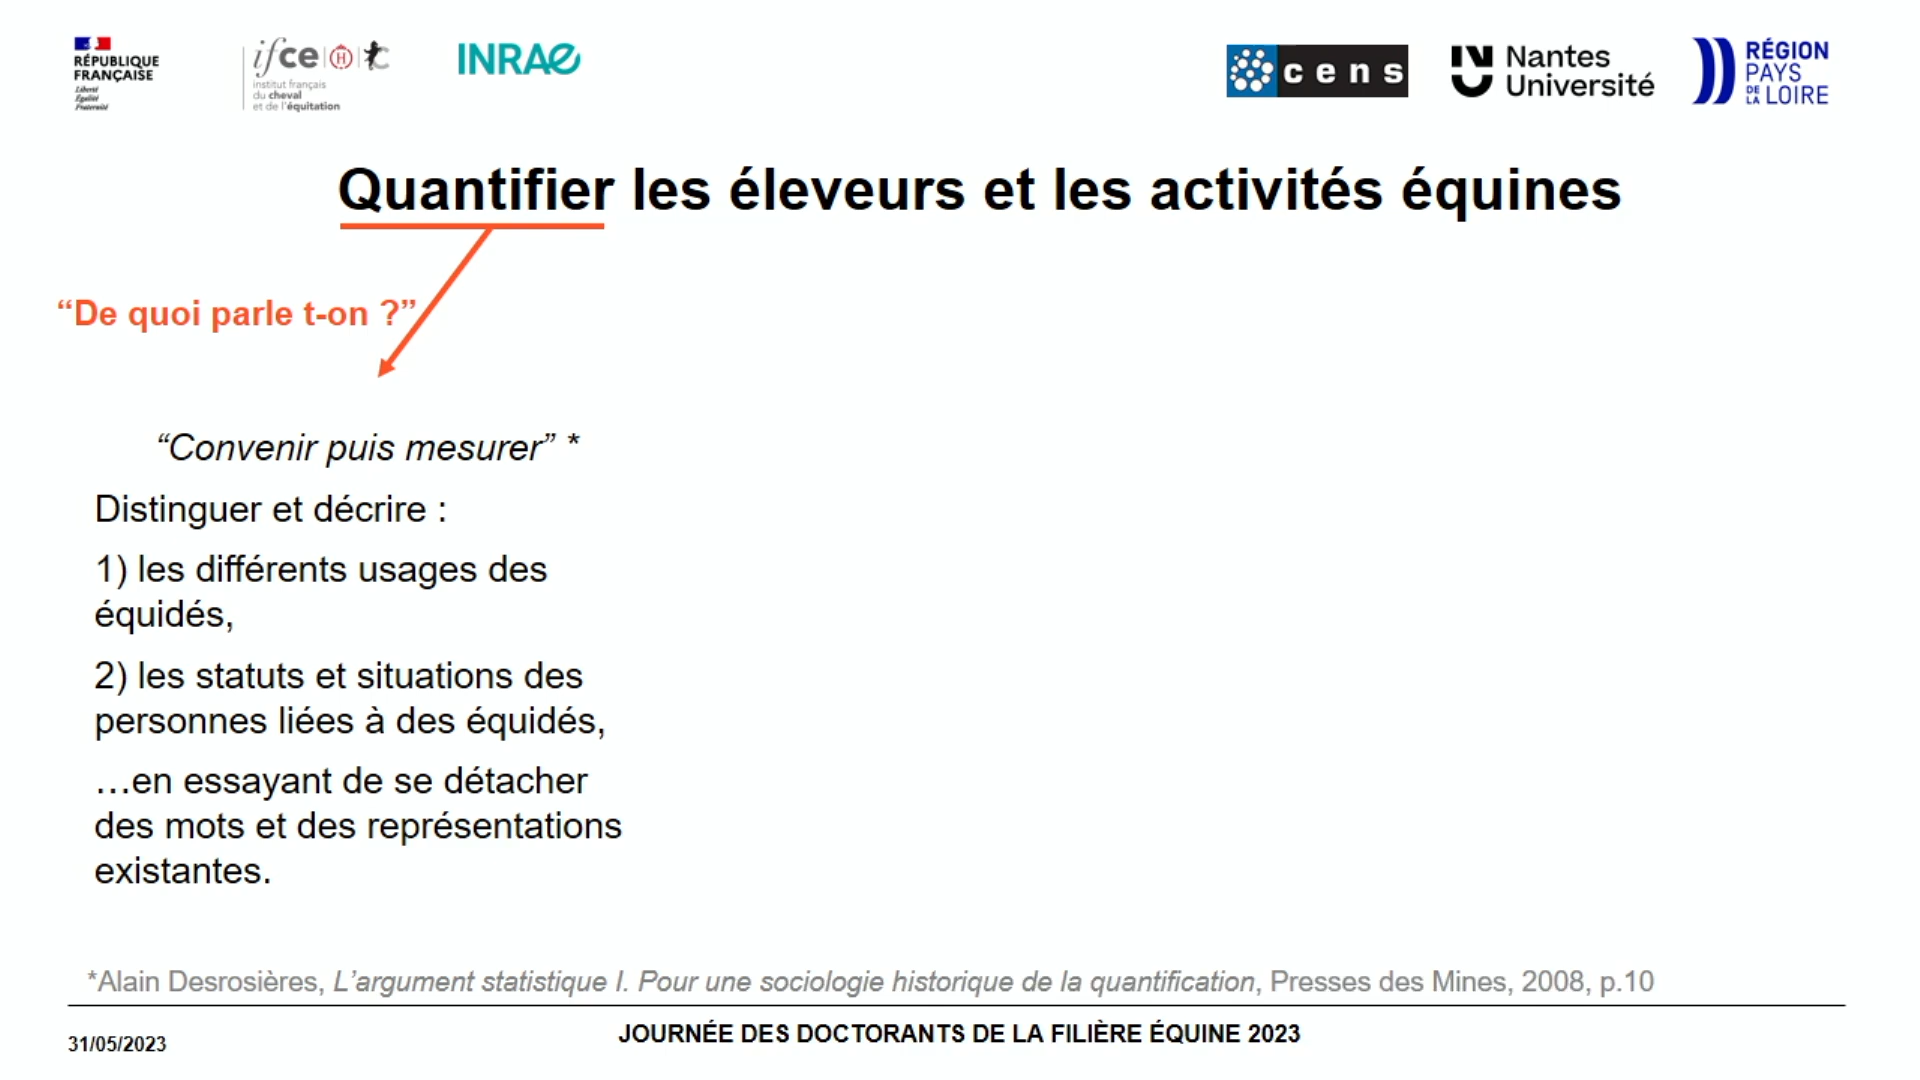 RÉPUBLIQUE
FRANÇAISE
Liberté
Égalité
Fraternité
ifce
institut français
du cheval
et de l'équitation
INRAE
cens
Nantes
Université
RÉGION
PAYS
DE LA LOIRE
Quantifier les éleveurs et les activités équines
“De quoi parle t-on ?”
“Convenir puis mesurer” *
Distinguer et décrire :
1) les différents usages des
équidés,
2) les statuts et situations des
personnes liées à des équidés,
…en essayant de se détacher
des mots et des représentations
existantes.
*Alain Desrosières, L’argument statistique I. Pour une sociologie historique de la quantification, Presses des Mines, 2008, p.10
31/05/2023
JOURNÉE DES DOCTORANTS DE LA FILIÈRE ÉQUINE 2023